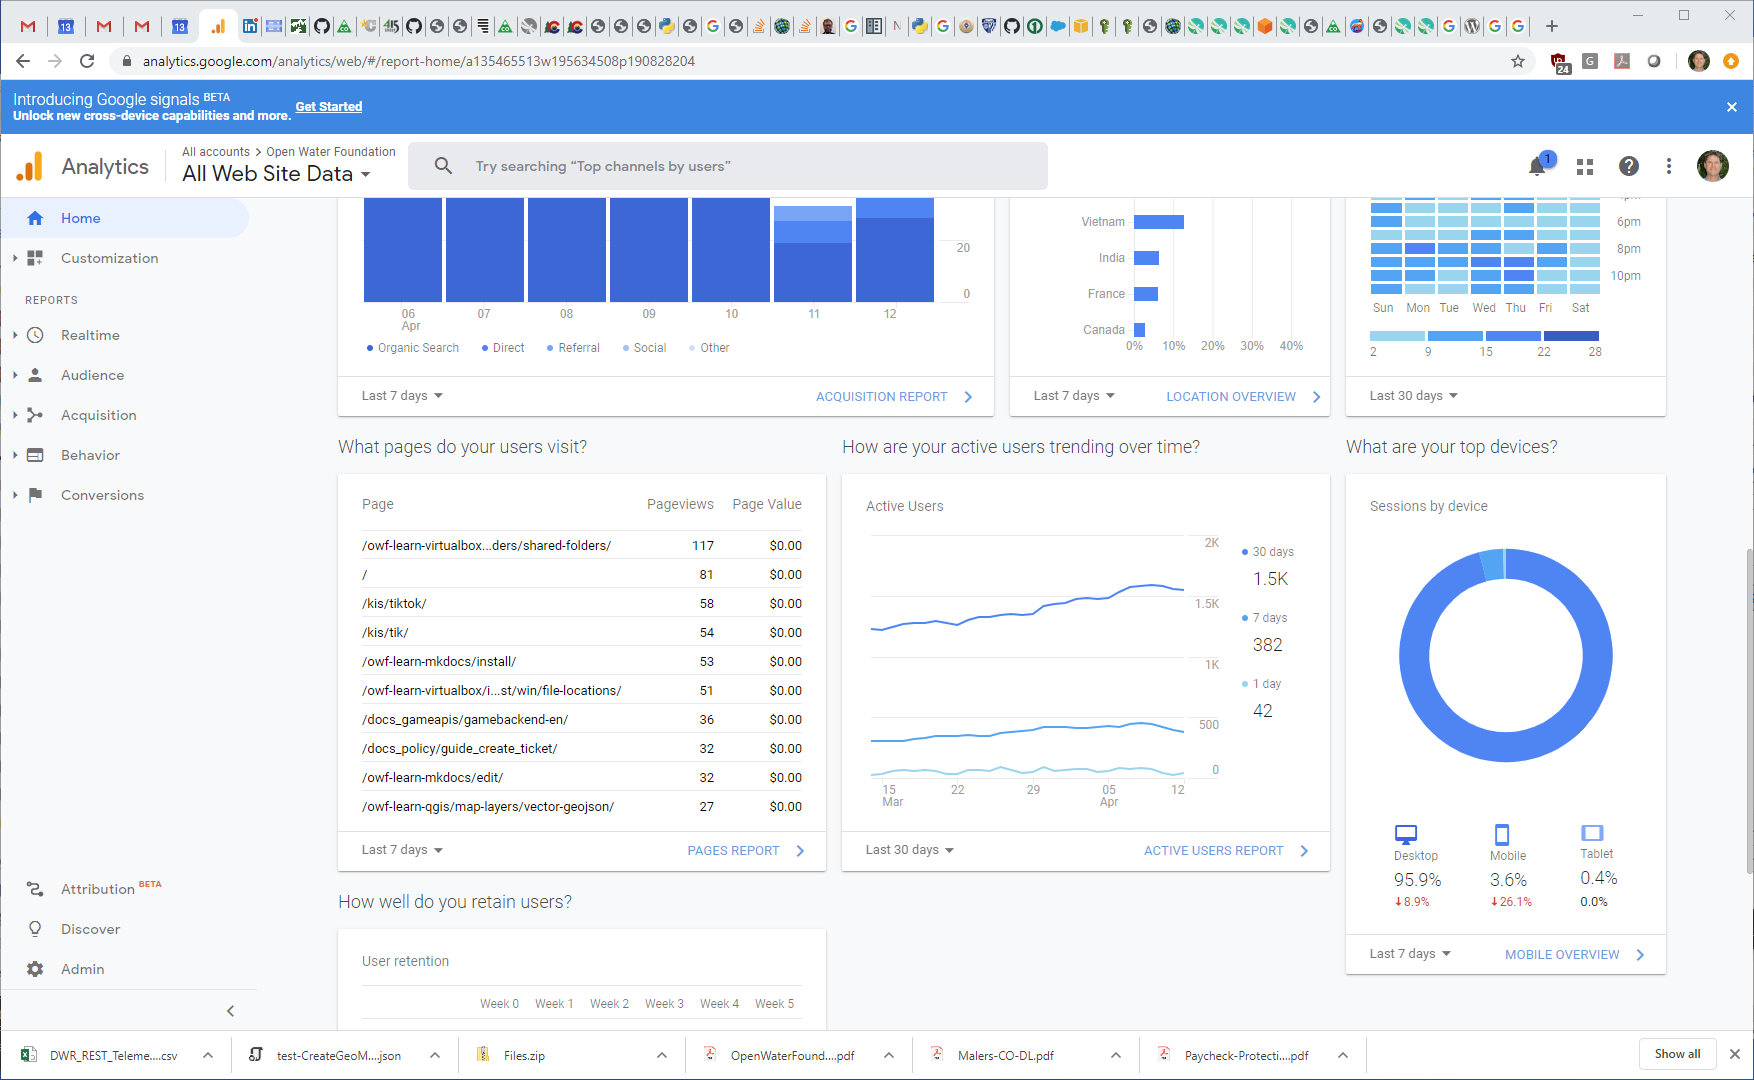 analytics.google.com/analytics/web/#/report-home/a135465513w195634508p190828204
24
Introducing Google signals BETA
Unlock new cross-device capabilities and more. Get Started
Analytics
All accounts > Open Water Foundation
All Web Site Data
Try searching “Top channels by users”
1
Home
Customization
REPORTS
Realtime
Audience
Acquisition
Behavior
Conversions
Attribution BETA
Discover
Admin
20
0
06 07 08 09 10 11 12
Apr
Organic Search Direct Referral Social Other
Last 7 days ACQUISITION REPORT
Vietnam
India
France
Canada
0% 10% 20% 30% 40%
Last 7 days LOCATION OVERVIEW
6pm
8pm
10pm
Sun Mon Tue Wed Thu Fri Sat
2 9 15 22 28
Last 30 days
What pages do your users visit?
Page Pageviews Page Value
/owf-learn-virtualbox...ders/shared-folders/ 117 $0.00
/ 81 $0.00
/kis/tiktok/ 58 $0.00
/kis/tik/ 54 $0.00
/owf-learn-mkdocs/install/ 53 $0.00
/owf-learn-virtualbox/i...st/win/file-locations/ 51 $0.00
/docs_gameapis/gamebackend-en/ 36 $0.00
/docs_policy/guide_create_ticket/ 32 $0.00
/owf-learn-mkdocs/edit/ 32 $0.00
/owf-learn-qgis/map-layers/vector-geojson/ 27 $0.00
Last 7 days PAGES REPORT
How are your active users trending over time?
Active Users
2K
1.5K
1K
500
0
15 22 29 05 12
Mar Apr
30 days
1.5K
7 days
382
1 day
42
Last 30 days ACTIVE USERS REPORT
What are your top devices?
Sessions by device
Desktop Mobile Tablet
95.9% 3.6% 0.4%
8.9% 26.1% 0.0%
Last 7 days MOBILE OVERVIEW
How well do you retain users?
User retention
Week 0 Week 1 Week 2 Week 3 Week 4 Week 5
DWR_REST_Teleme....csv test-CreateGeoM....json Files.zip OpenWaterFound....pdf Malers-CO-DL.pdf Paycheck-Protecti....pdf Show all